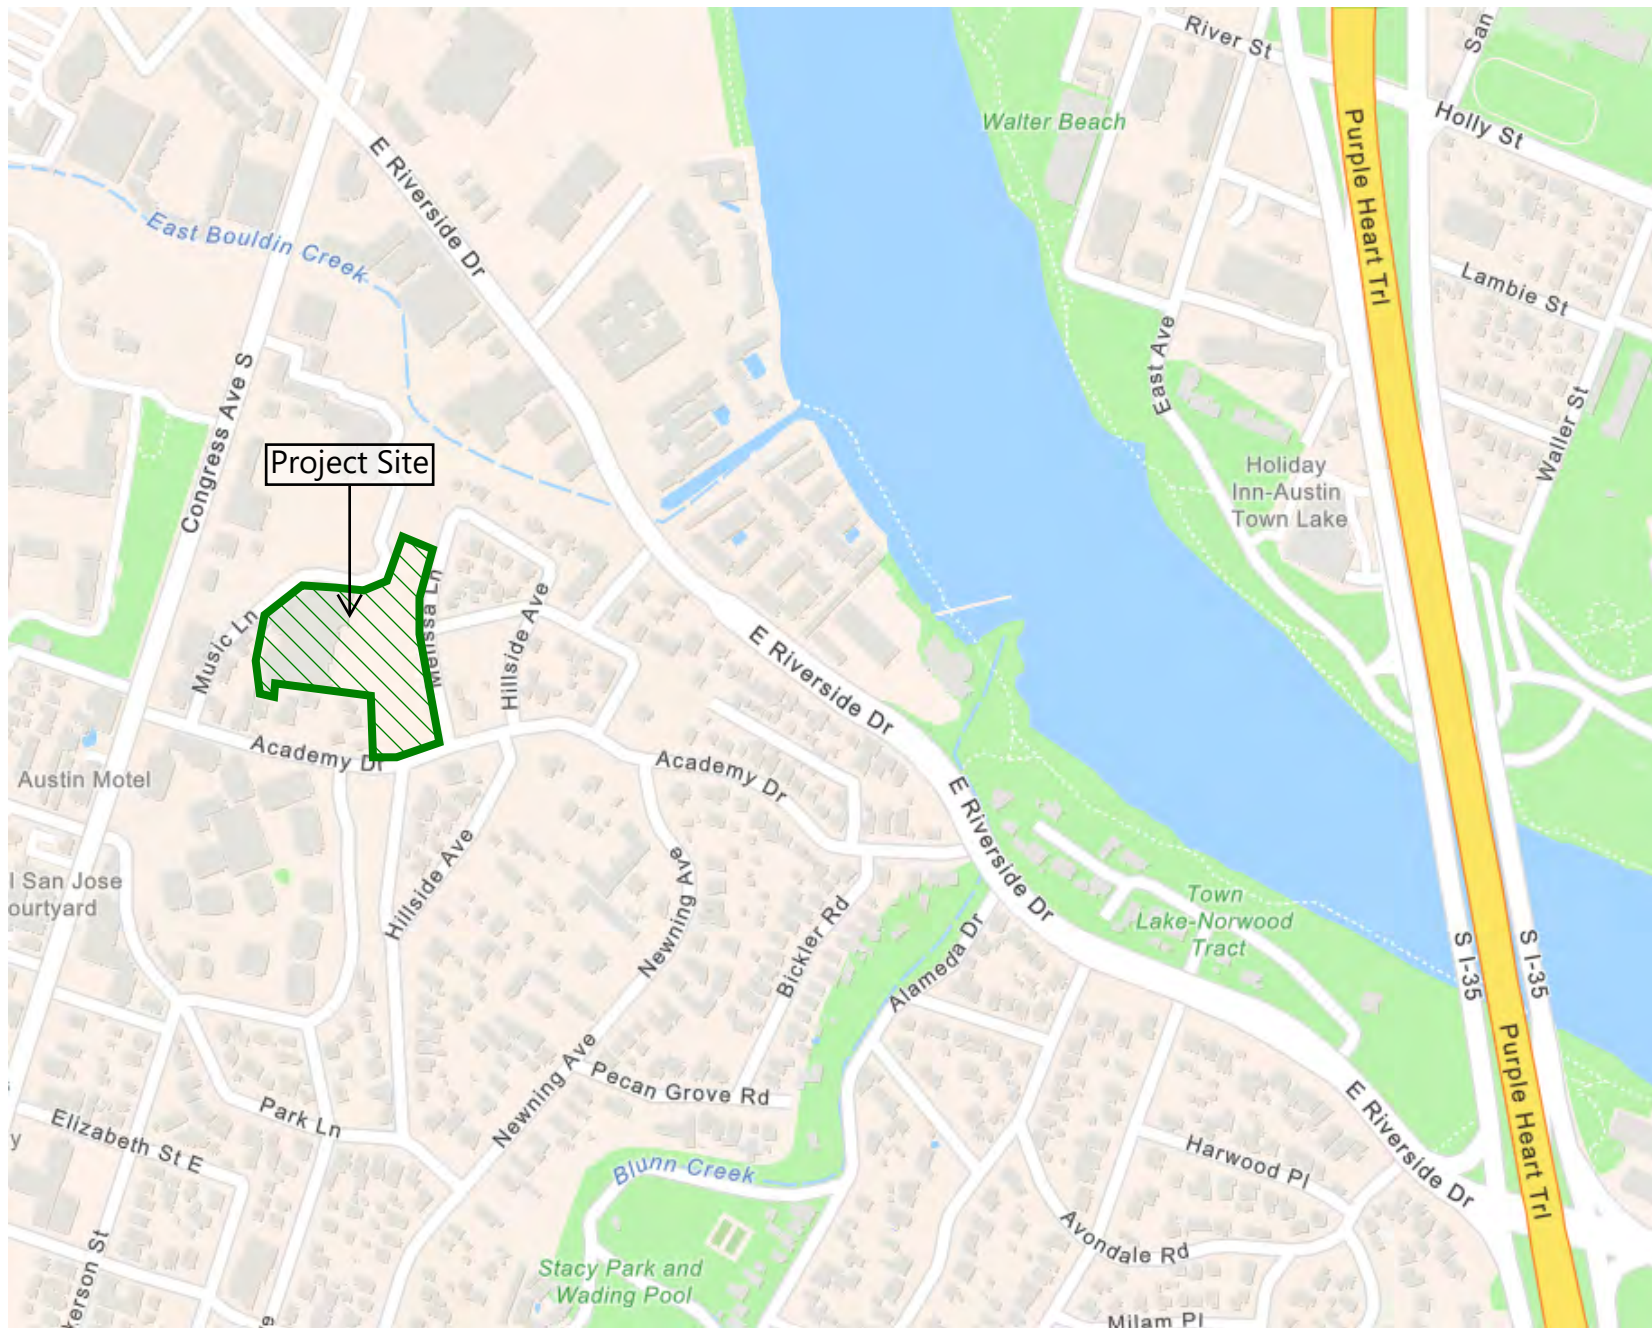 River St
San
Holly St
Walter Beach
Purple Heart Trl
E Riverside Dr
East Bouldin Creek
Lambie St
East Ave
Waller St
Congress Ave S
Project Site
Holiday
Inn-Austin
Town Lake
Melissa Ln
Music Ln
Hillside Ave
E Riverside Dr
Academy Dr
Austin Motel
Academy Dr
E Riverside Dr
Hillside Ave
Newning Ave
l San Jose
ourtyard
Bickler Rd
Alameda Dr
Town
Lake-Norwood
Tract
S I-35
S I-35
Purple Heart Trl
Newning Ave
Pecan Grove Rd
Park Ln
Elizabeth St E
ry
E Riverside Dr
Harwood Pl
Blunn Creek
Avondale Rd
Stacy Park and
Wading Pool
kerson St
Milam Pl